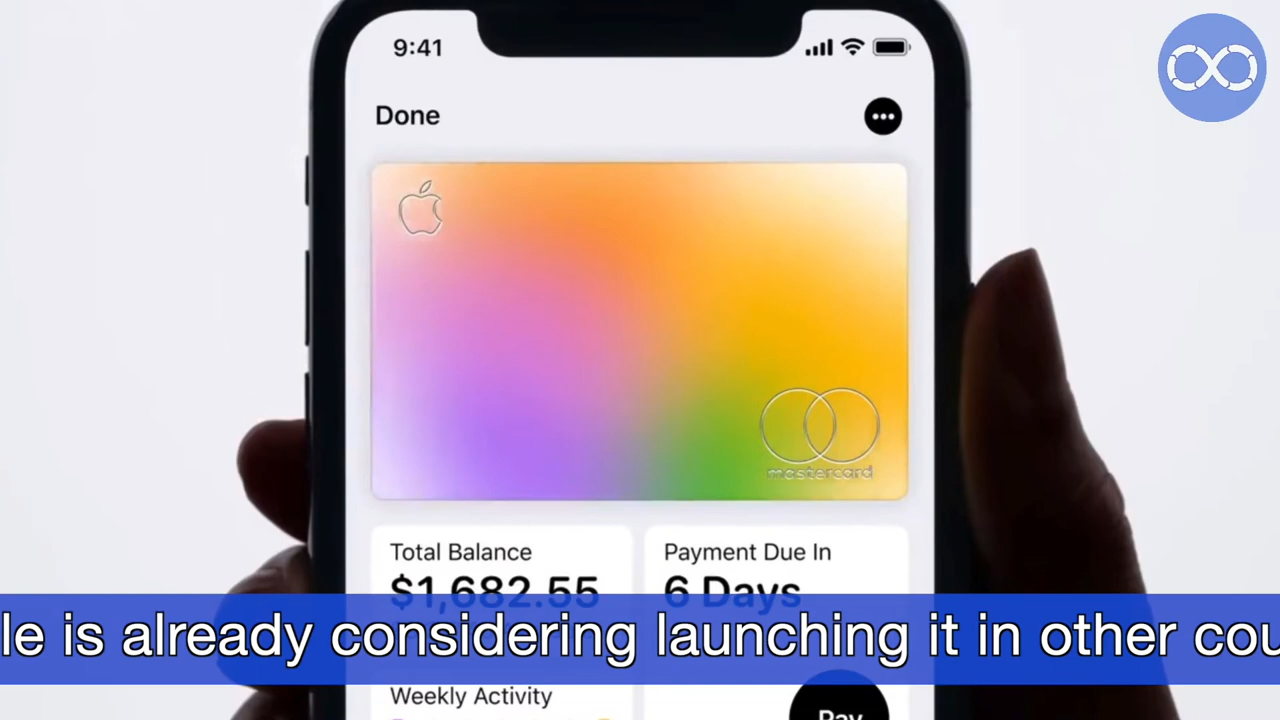 9:41
Done
mastercard
Total Balance
Payment Due In
$1,682.55
6 Days
le is already considering launching it in other cou
Weekly Activity
Pay